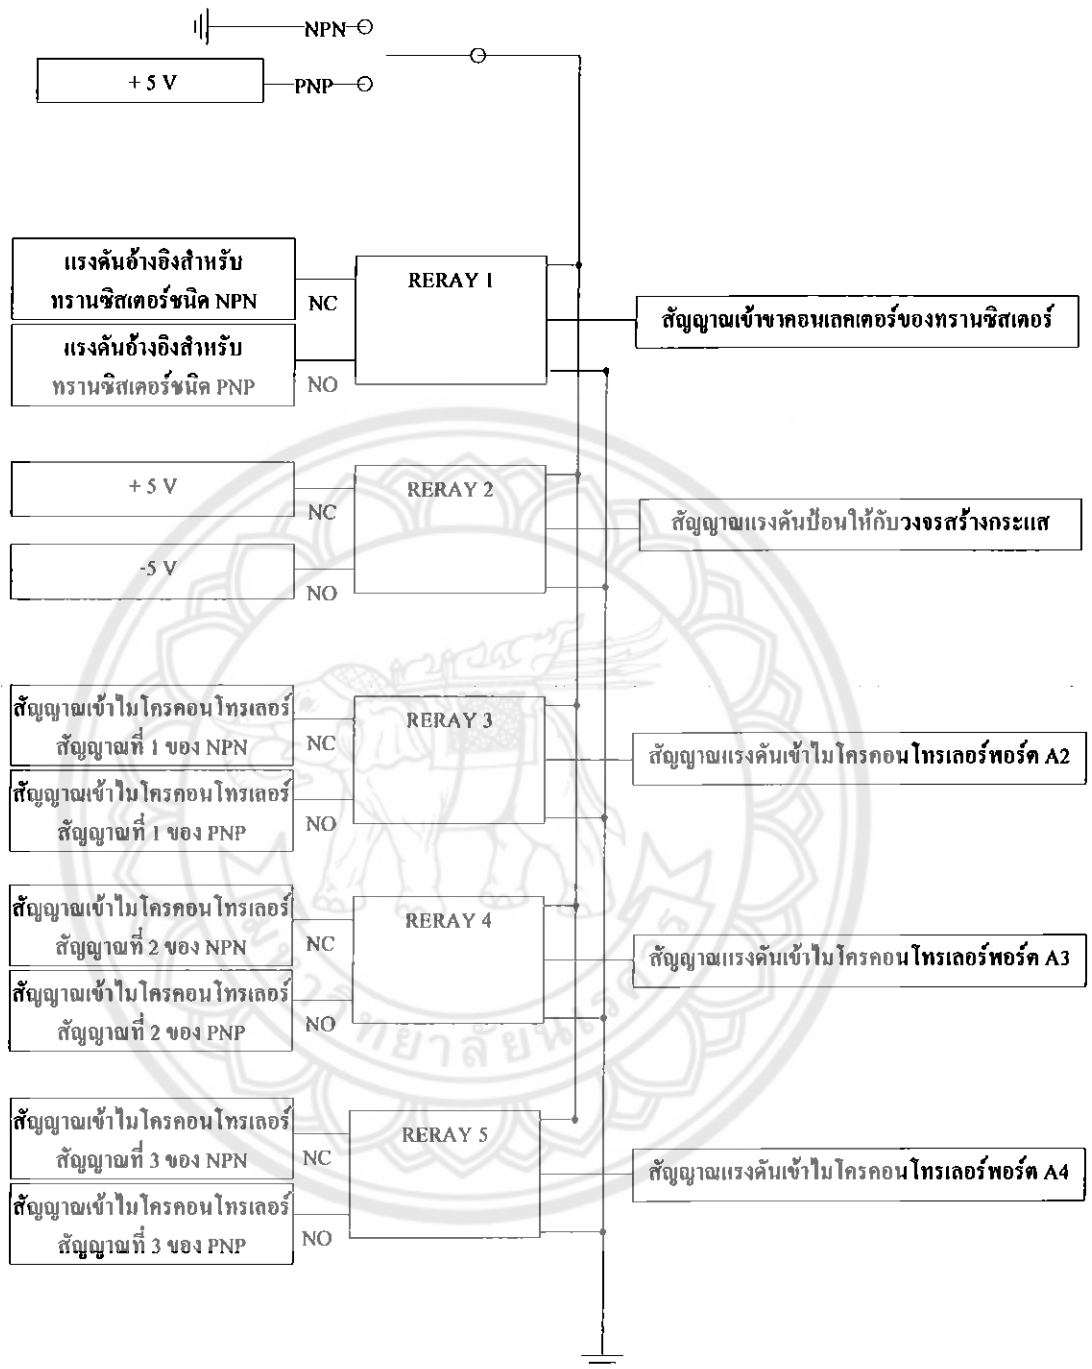 NPN
+ 5 V
PNP
แรงดันอ้างอิงสำหรับ
ทรานซิสเตอร์ชนิด NPN
NC
แรงดันอ้างอิงสำหรับ
ทรานซิสเตอร์ชนิด PNP
NO
RERAY 1
สัญญาณเข้าขาคอนเลคเตอร์ของทรานซิสเตอร์
+ 5 V
NC
-5 V
NO
RERAY 2
สัญญาณแรงดันป้อนให้กับวงจรสร้างกระแส
สัญญาณเข้าไมโครคอนโทรเลอร์
สัญญาณที่ 1 ของ NPN
NC
สัญญาณเข้าไมโครคอนโทรเลอร์
สัญญาณที่ 1 ของ PNP
NO
RERAY 3
สัญญาณแรงดันเข้าไมโครคอนโทรเลอร์พอร์ต A2
สัญญาณเข้าไมโครคอนโทรเลอร์
สัญญาณที่ 2 ของ NPN
NC
สัญญาณเข้าไมโครคอนโทรเลอร์
สัญญาณที่ 2 ของ PNP
NO
RERAY 4
สัญญาณแรงดันเข้าไมโครคอนโทรเลอร์พอร์ต A3
สัญญาณเข้าไมโครคอนโทรเลอร์
สัญญาณที่ 3 ของ NPN
NC
สัญญาณเข้าไมโครคอนโทรเลอร์
สัญญาณที่ 3 ของ PNP
NO
RERAY 5
สัญญาณแรงดันเข้าไมโครคอนโทรเลอร์พอร์ต A4
มหาวิทยาลัยนเรศวร